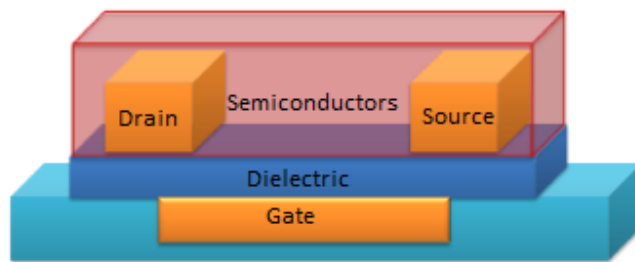 Semiconductors
Drain
Source
Dielectric
Gate